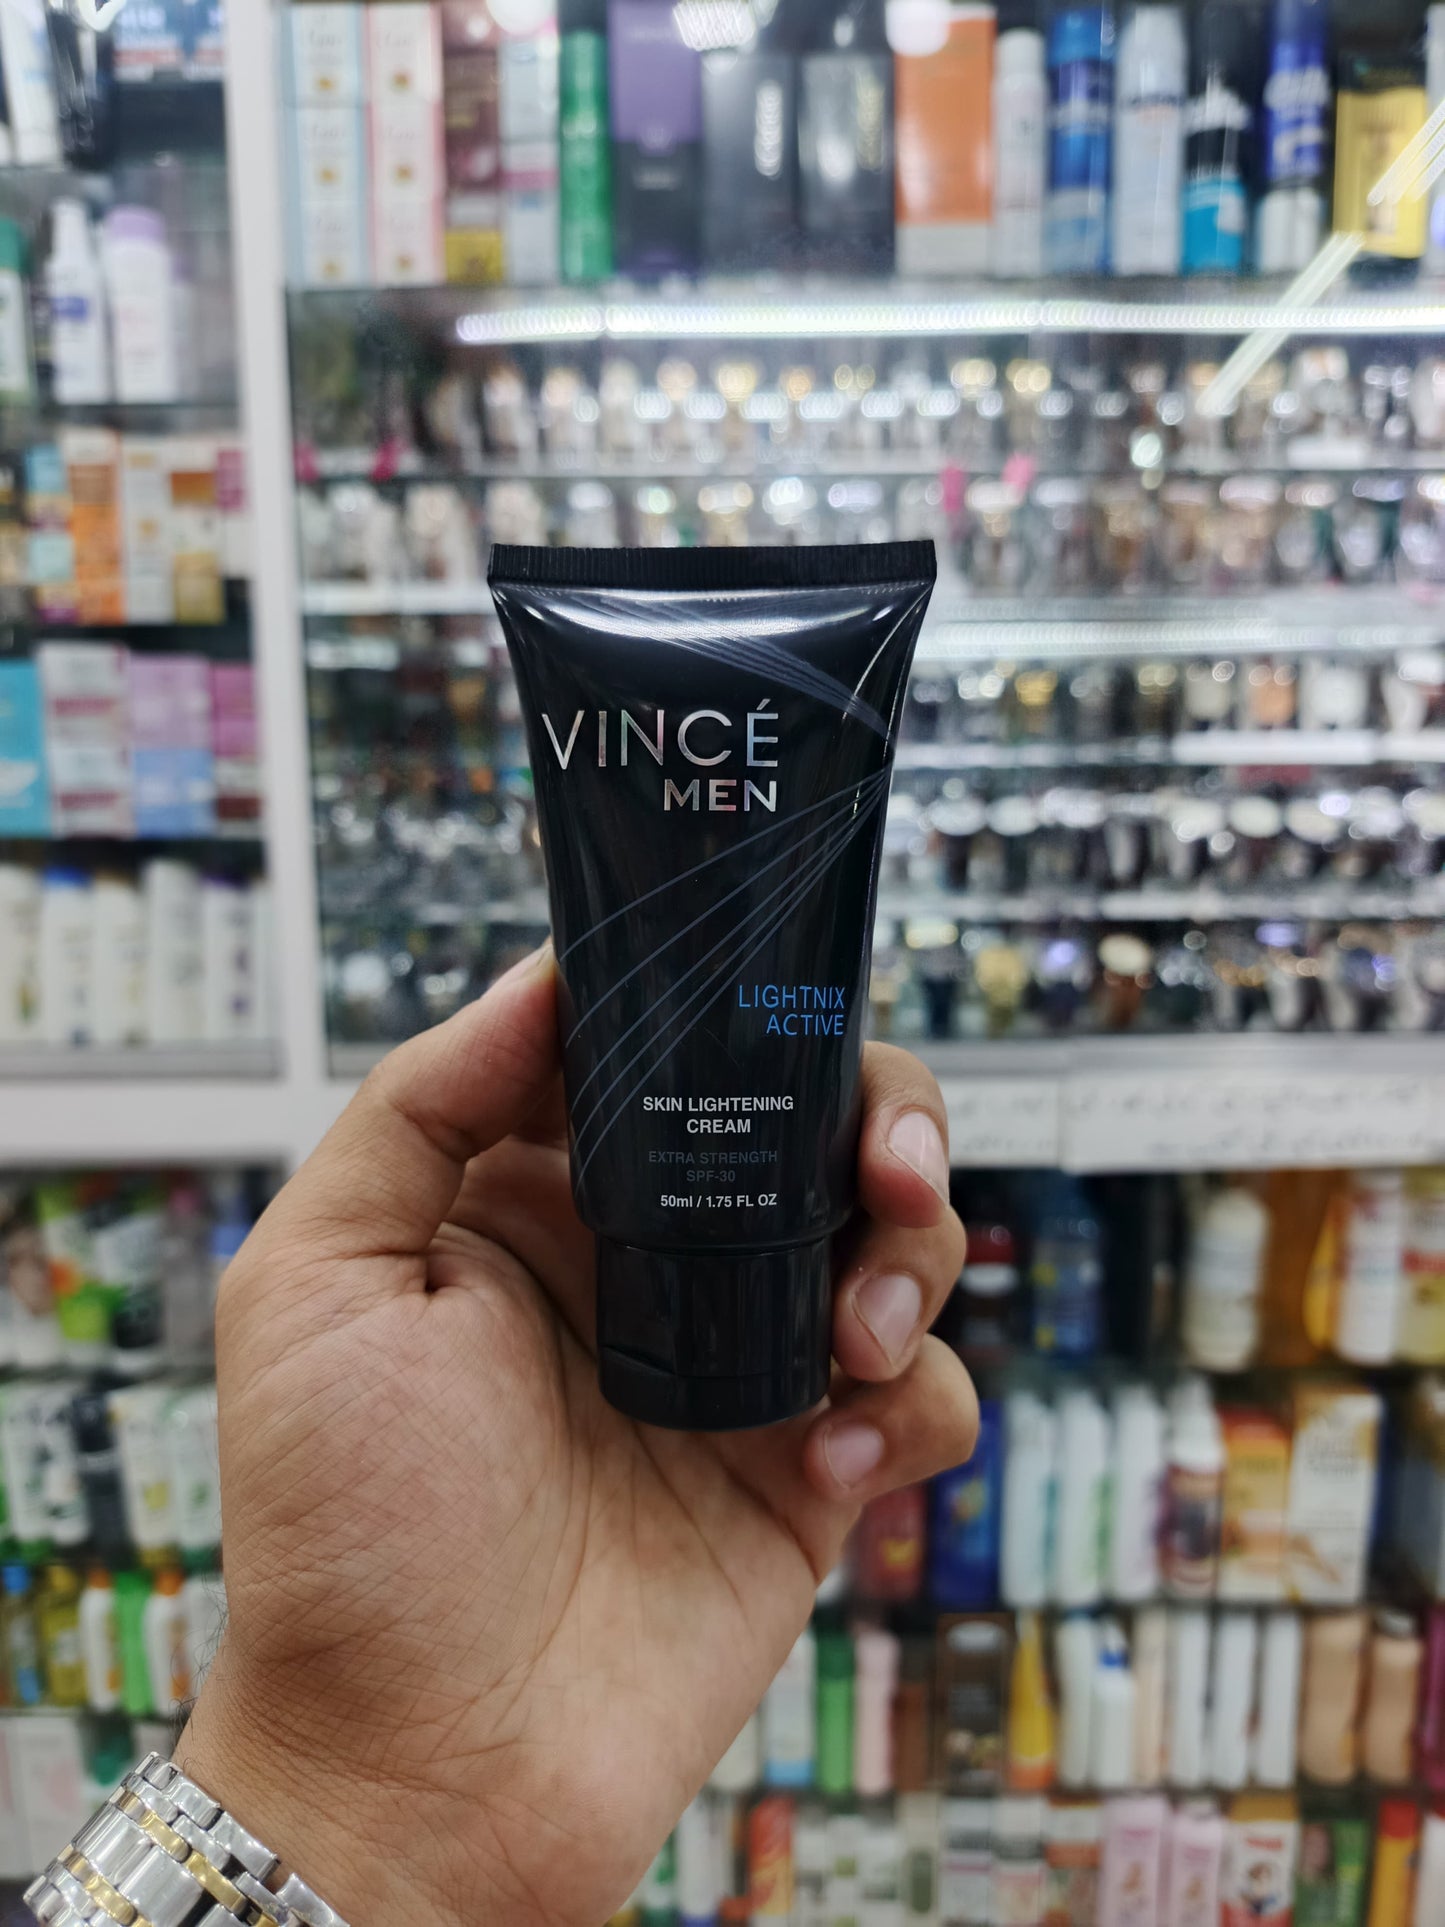 VINCÉ
MEN
LIGHTNIX
ACTIVE
SKIN LIGHTENING
CREAM
EXTRA STRENGTH
SPF-30
50ml / 1.75 FL OZ